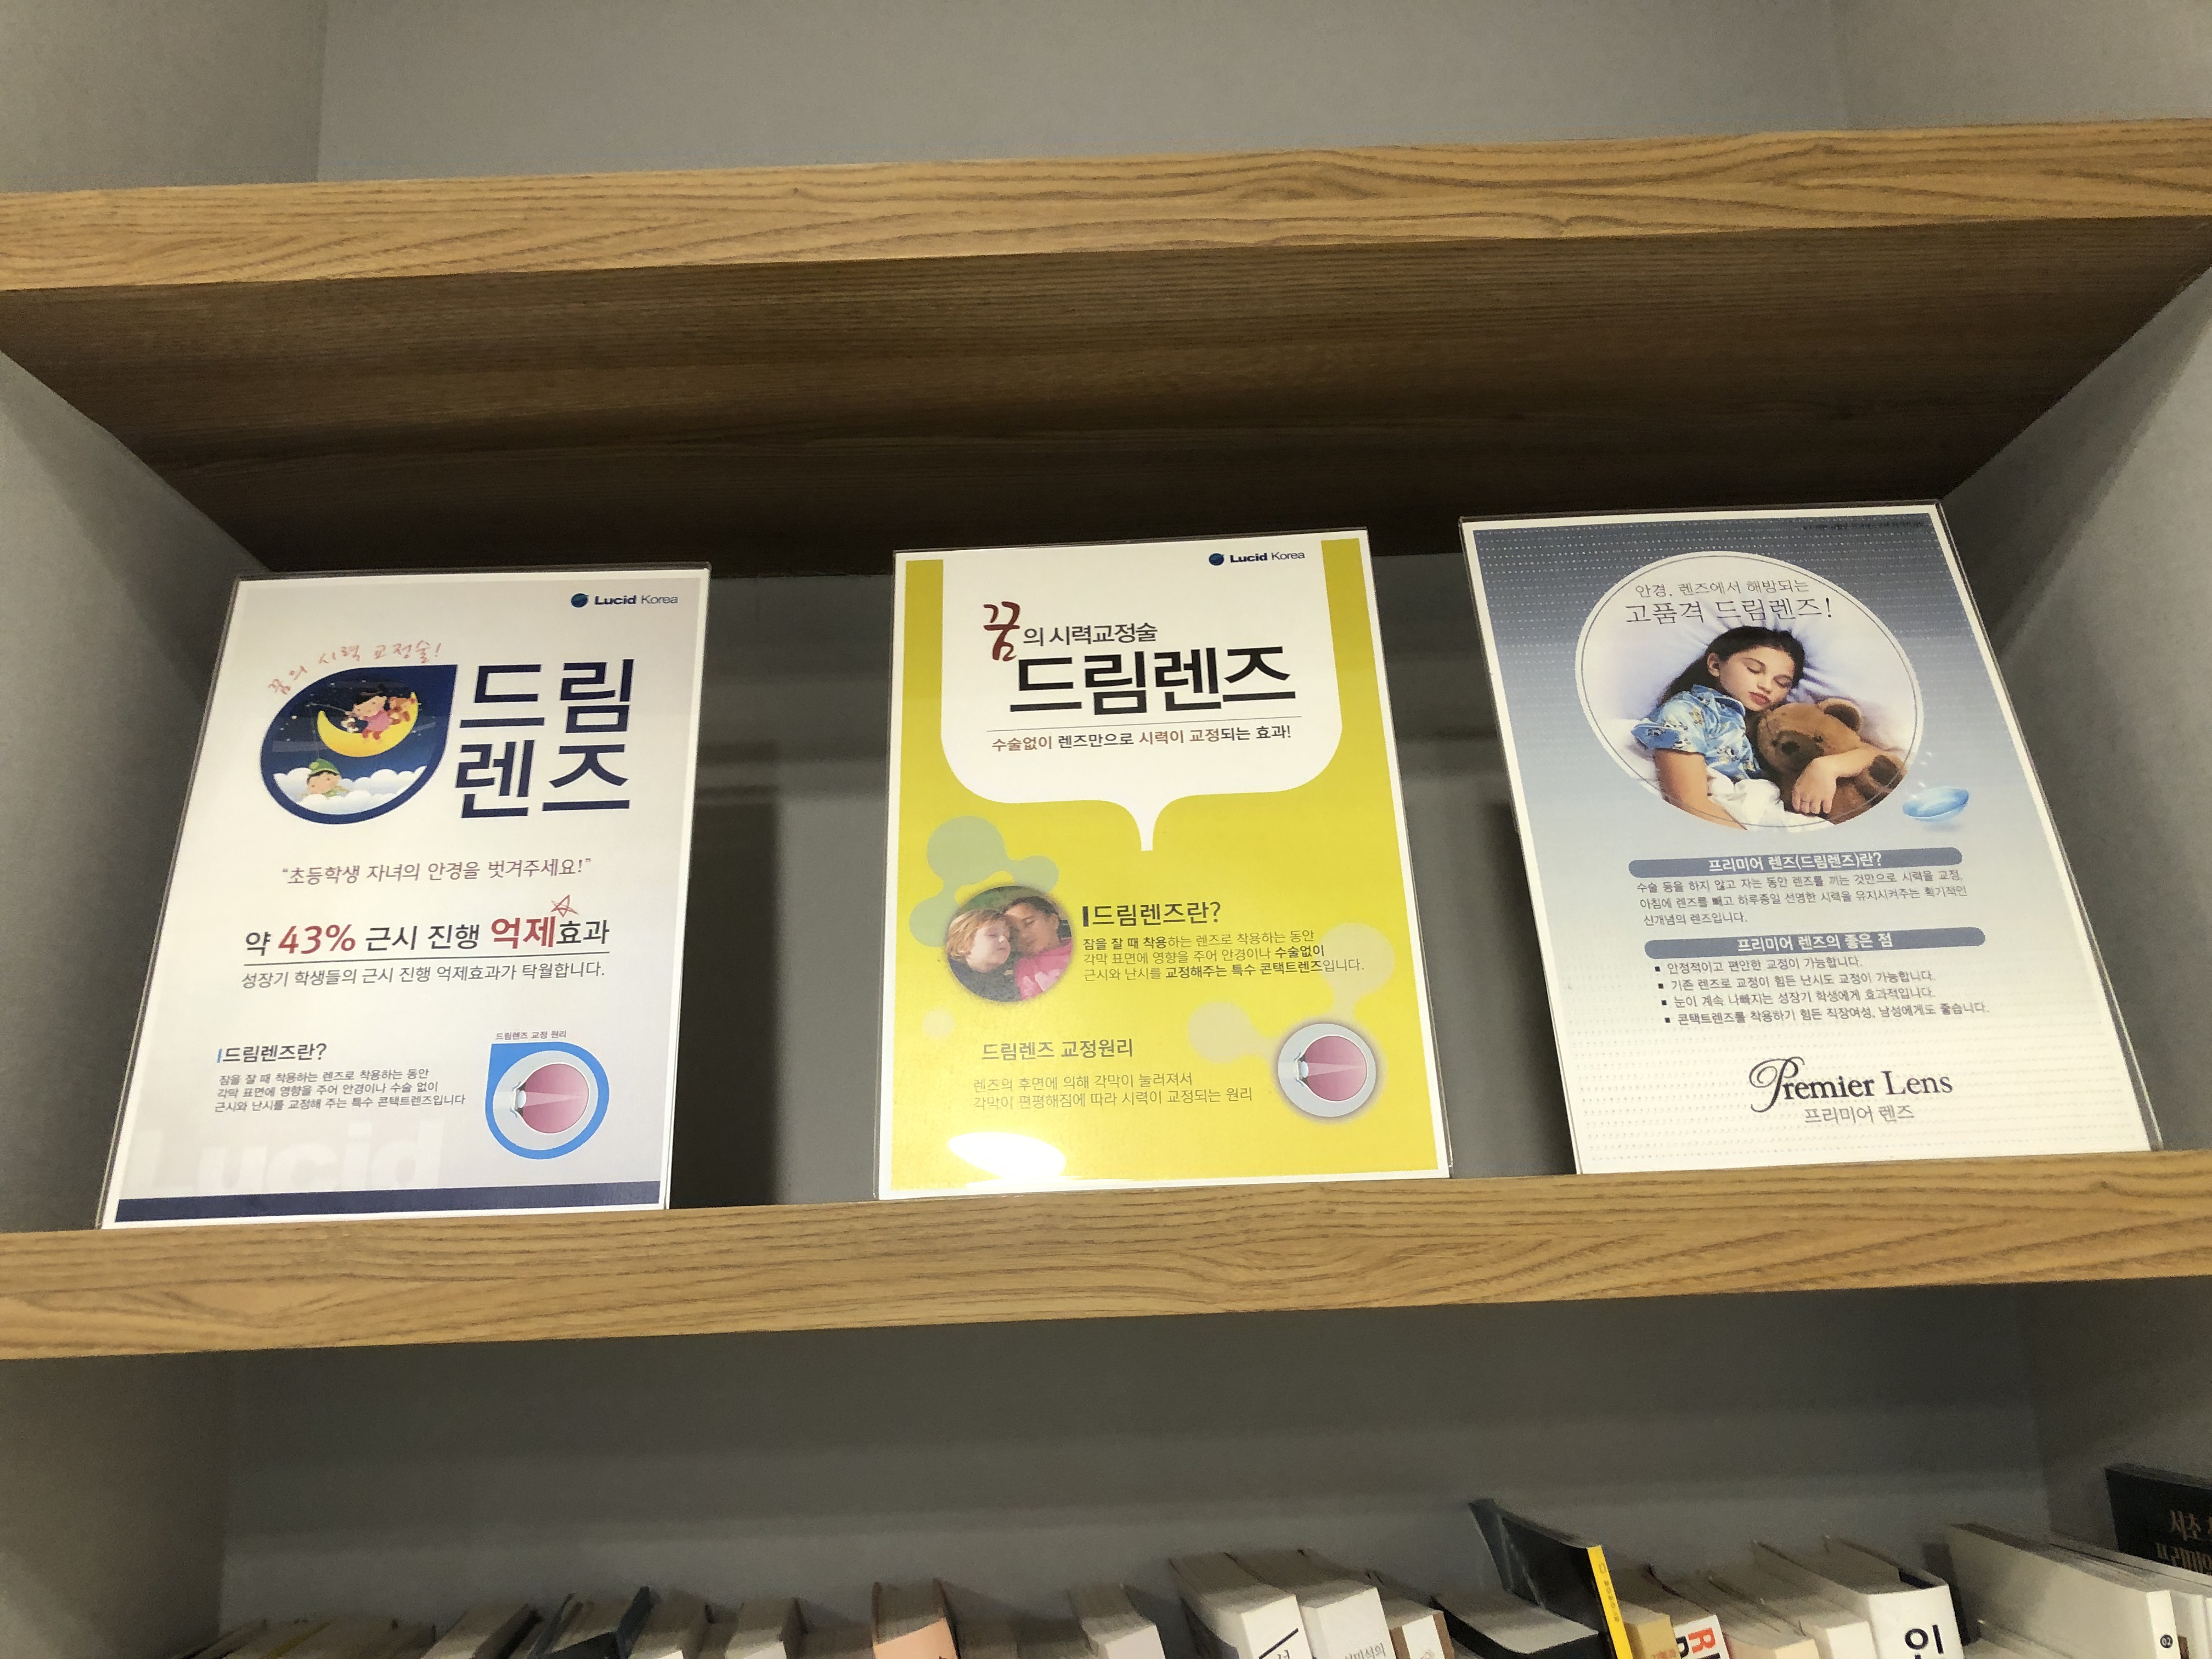 Lucid Korea
꿈의 시력 교정술!
드림
렌즈
"초등학생 자녀의 안경을 벗겨주세요!"
약 43% 근시 진행 억제효과
성장기 학생들의 근시 진행 억제효과가 탁월합니다.
드림렌즈 교정 원리
드림렌즈란?
잠을 잘 때 착용하는 렌즈로 착용하는 동안
각막 표면에 영향을 주어 안경이나 수술 없이
근시와 난시를 교정해 주는 특수 콘택트렌즈입니다
Lucid
Lucid Korea
꿈의 시력교정술
드림렌즈
수술없이 렌즈만으로 시력이 교정되는 효과!
드림렌즈란?
잠을 잘 때 착용하는 렌즈로 착용하는 동안
각막 표면에 영향을 주어 안경이나 수술없이
근시와 난시를 교정해주는 특수 콘택트렌즈입니다.
드림렌즈 교정원리
렌즈의 후면에 의해 각막이 눌러져서
각막이 편평해짐에 따라 시력이 교정되는 원리
안경, 렌즈에서 해방되는
고품격 드림렌즈!
프리미어 렌즈(드림렌즈)란?
수술 등을 하지 않고 자는 동안 렌즈를 끼는 것만으로 시력을 교정,
아침에 렌즈를 빼고 하루종일 선명한 시력을 유지시켜주는 획기적인
신개념의 렌즈입니다.
프리미어 렌즈의 좋은 점
▪ 안정적이고 편안한 교정이 가능합니다.
▪ 기존 렌즈로 교정이 힘든 난시도 교정이 가능합니다.
▪ 눈이 계속 나빠지는 성장기 학생에게 효과적입니다.
▪ 콘택트렌즈를 착용하기 힘든 직장여성, 남성에게도 좋습니다.
Premier Lens
프리미어 렌즈
인
02
서초